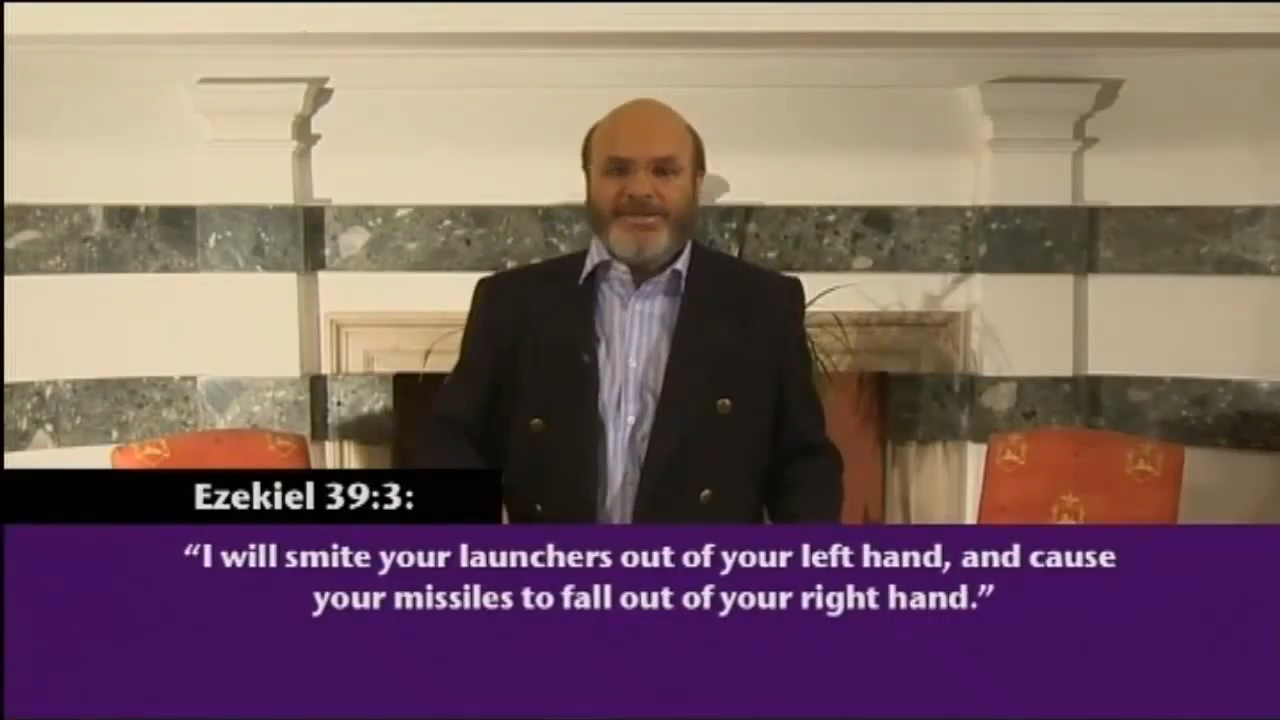 Ezekiel 39:3:
“I will smite your launchers out of your left hand, and cause
your missiles to fall out of your right hand.”